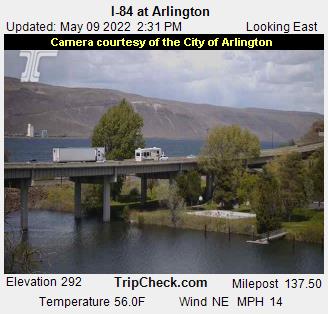 I-84 at Arlington
Updated: May 09 2022 2:31 PM Looking East
Camera courtesy of the City of Arlington
Elevation 292 TripCheck.com Milepost 137.50
Temperature 56.0F Wind NE MPH 14